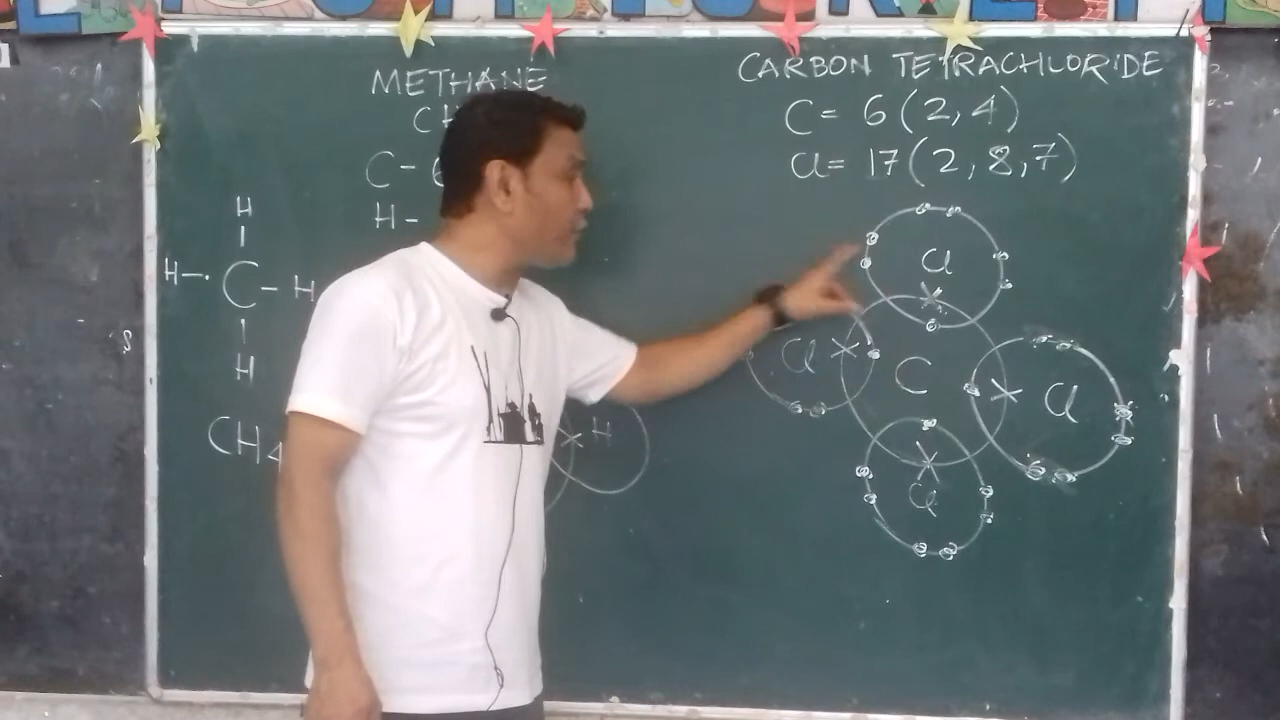 METHANE
C-
H-
H
H-·C-H
H
CH4
H
CARBON TETRACHLORIDE
C= 6(2,4)
Cl= 17(2,8,7)
Cl
Cl C Cl
Cl